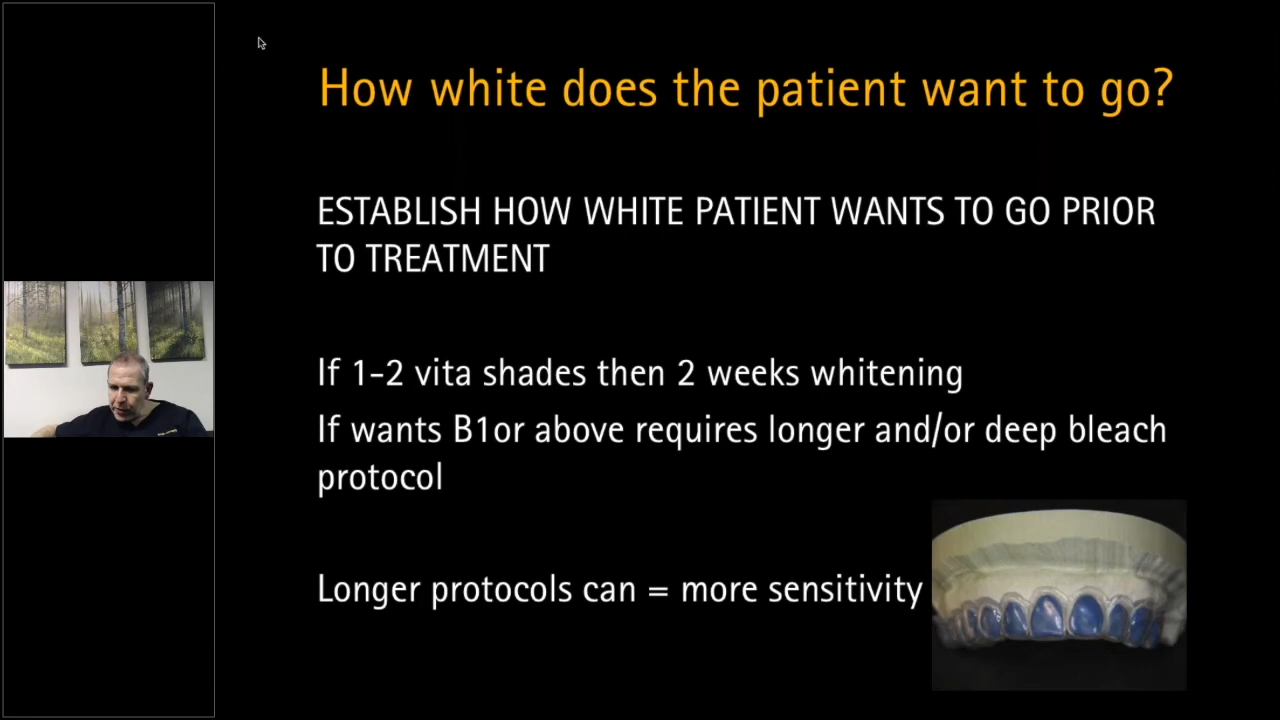 How white does the patient want to go?
ESTABLISH HOW WHITE PATIENT WANTS TO GO PRIOR
TO TREATMENT
If 1-2 vita shades then 2 weeks whitening
If wants B1or above requires longer and/or deep bleach
protocol
Longer protocols can = more sensitivity